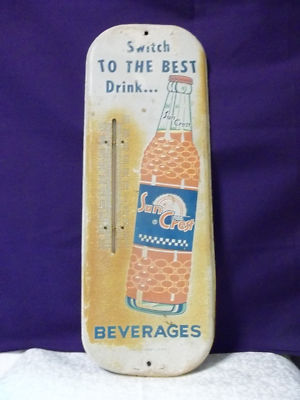 Switch
TO THE BEST
Drink...
Sun
Crest
Sun
Crest
BEVERAGES